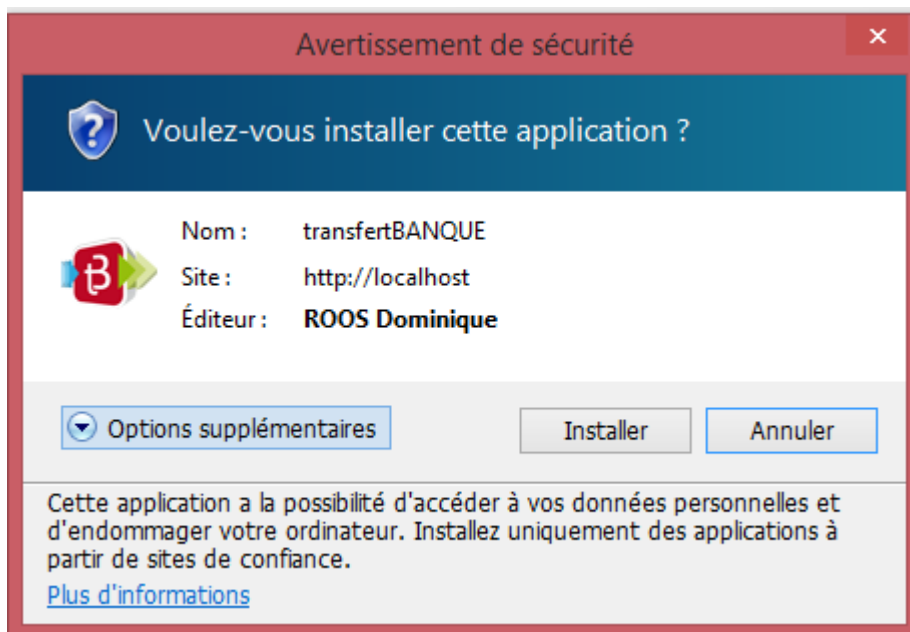 Avertissement de sécurité
Voulez-vous installer cette application ?
Nom : transfertBANQUE
Site : http://localhost
Éditeur : ROOS Dominique
Options supplémentaires
Installer
Annuler
Cette application a la possibilité d'accéder à vos données personnelles et
d'endommager votre ordinateur. Installez uniquement des applications à
partir de sites de confiance.
Plus d'informations